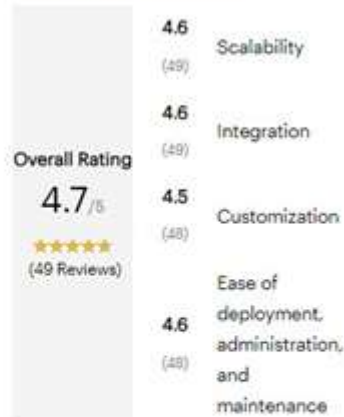 4.6
(49)
Scalability
4.6
(49)
Integration
Overall Rating
4.7/5
(49 Reviews)
4.5
(48)
Customization
4.6
(48)
Ease of
deployment,
administration,
and
maintenance